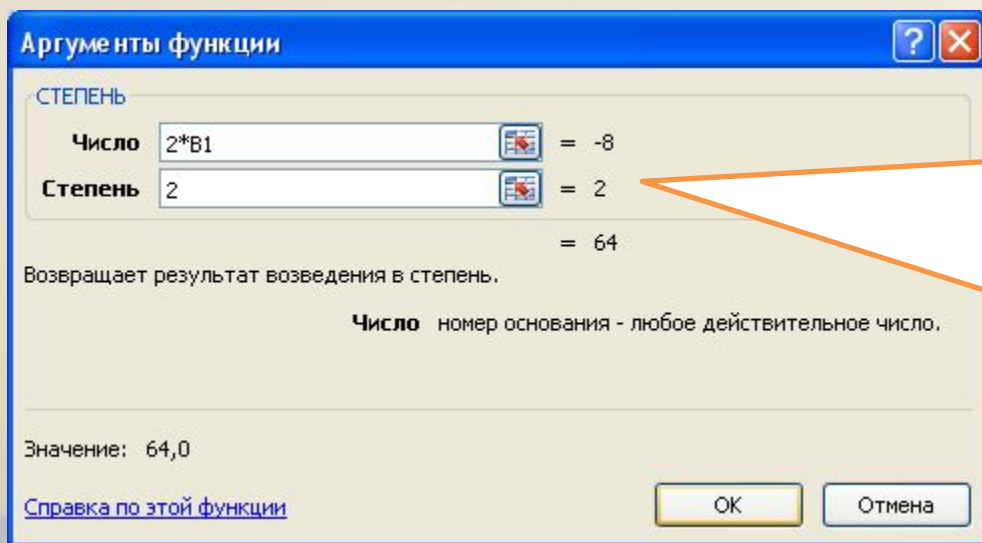 Аргументы функции
СТЕПЕНЬ
Число 2*B1 = -8
Степень 2 = 2
= 64
Возвращает результат возведения в степень.
Число номер основания - любое действительное число.
Значение: 64,0
Справка по этой функции
ОК Отмена